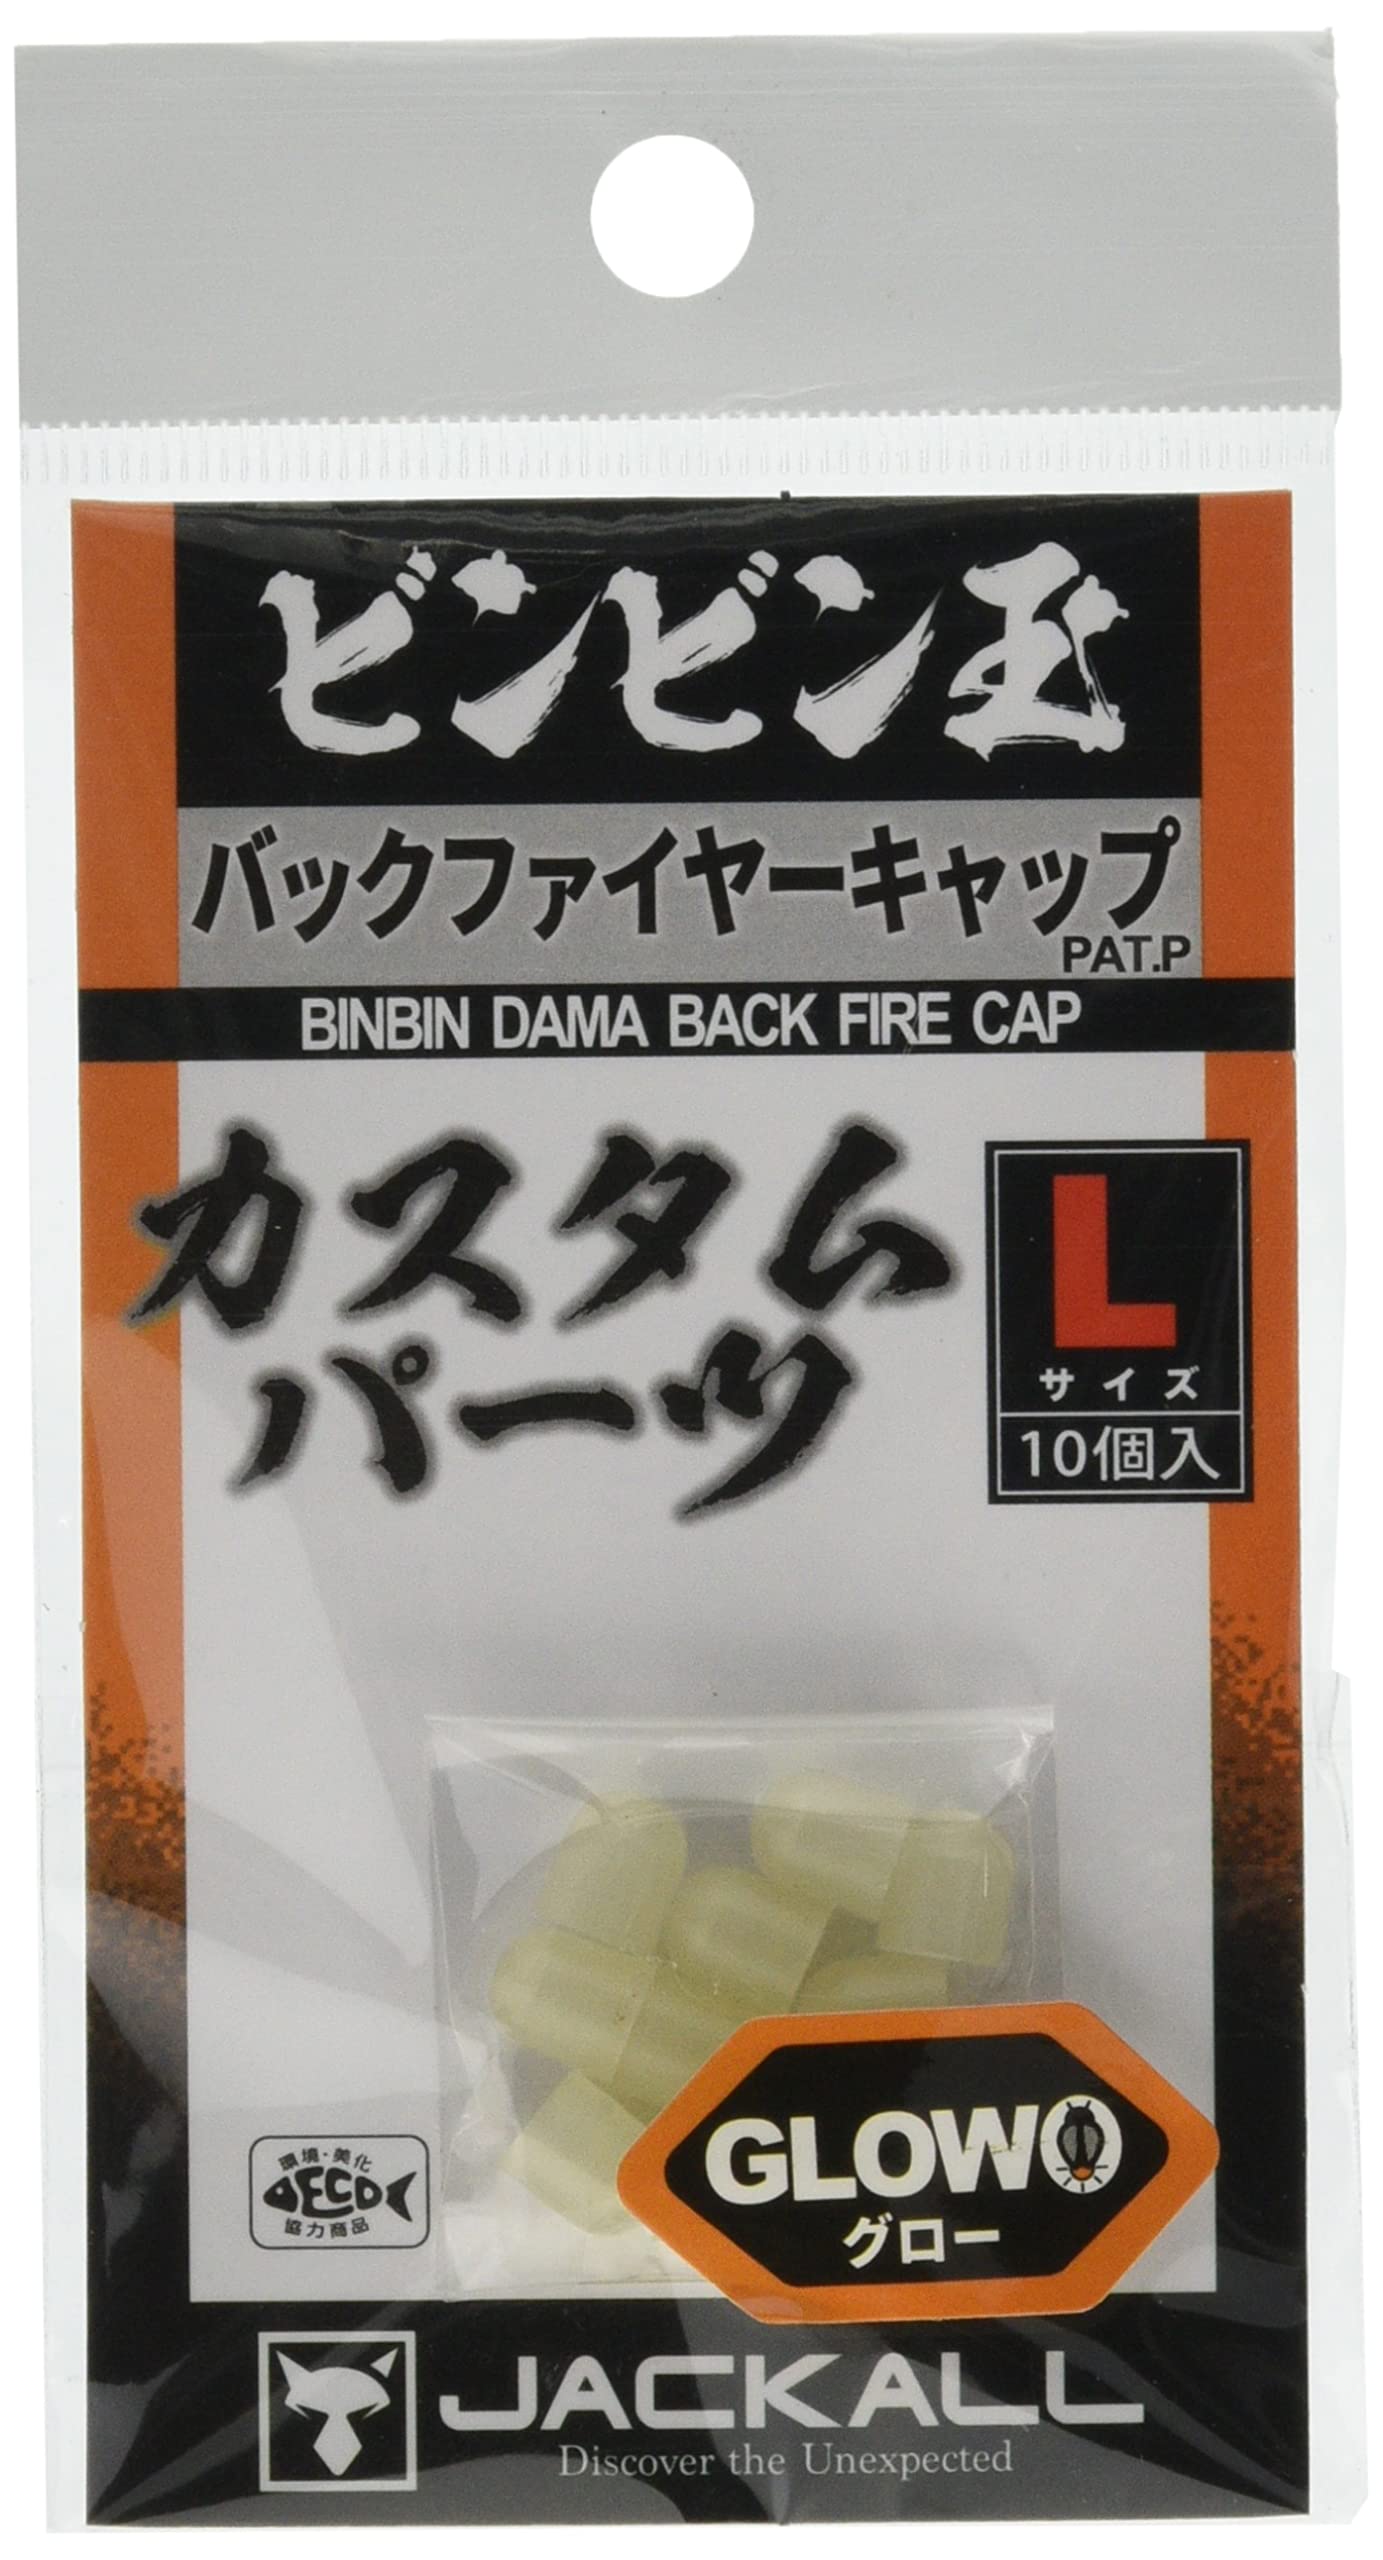 ビンビン玉
バックファイヤーキャップ
PAT.P
BINBIN DAMA BACK FIRE CAP
カスタム
パーツ
L
サイズ
10個入
環境・美化
ECO
協力商品
GLOW
グロー
JACKALL
Discover the Unexpected